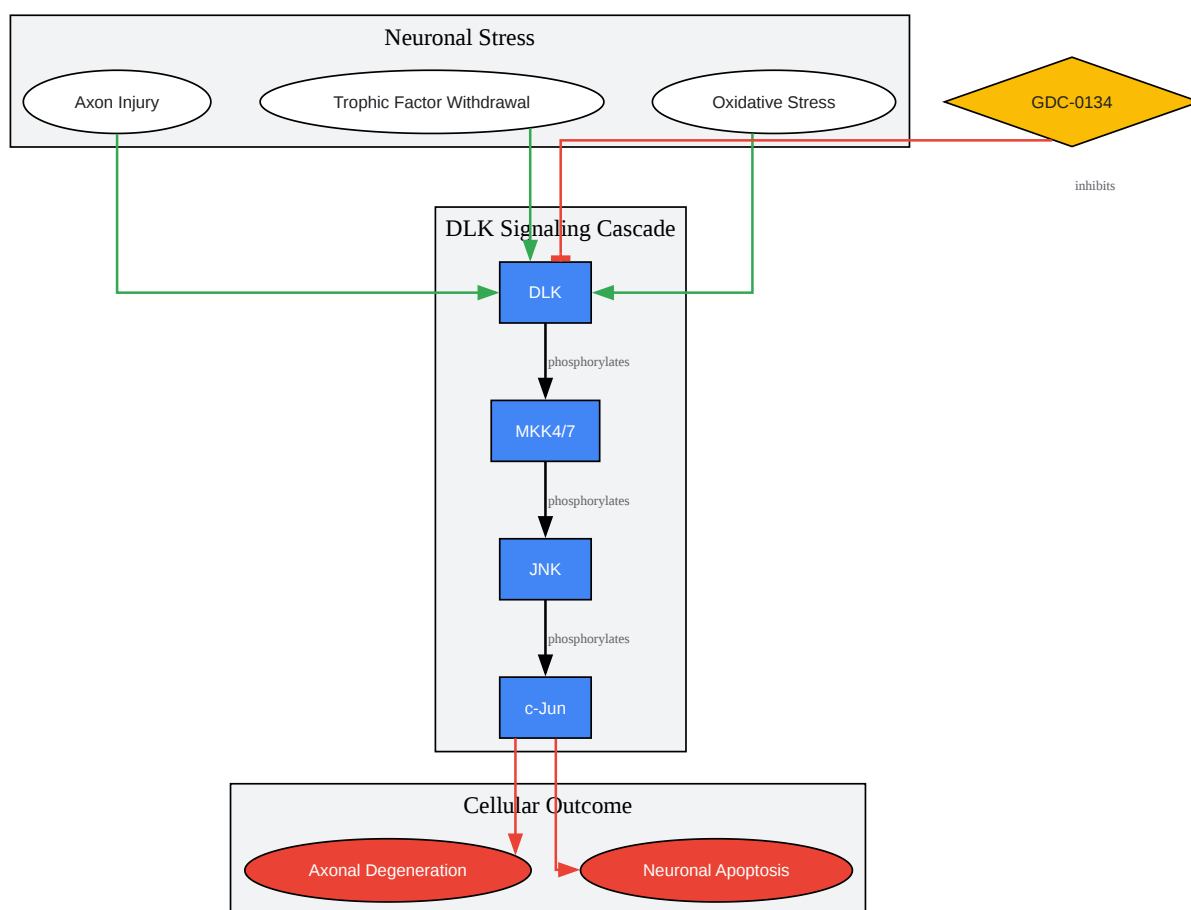 Neuronal Stress
Axon Injury
Trophic Factor Withdrawal
Oxidative Stress
GDC-0134
inhibits
DLK Signaling Cascade
DLK
phosphorylates
MKK4/7
phosphorylates
JNK
phosphorylates
c-Jun
Cellular Outcome
Axonal Degeneration
Neuronal Apoptosis